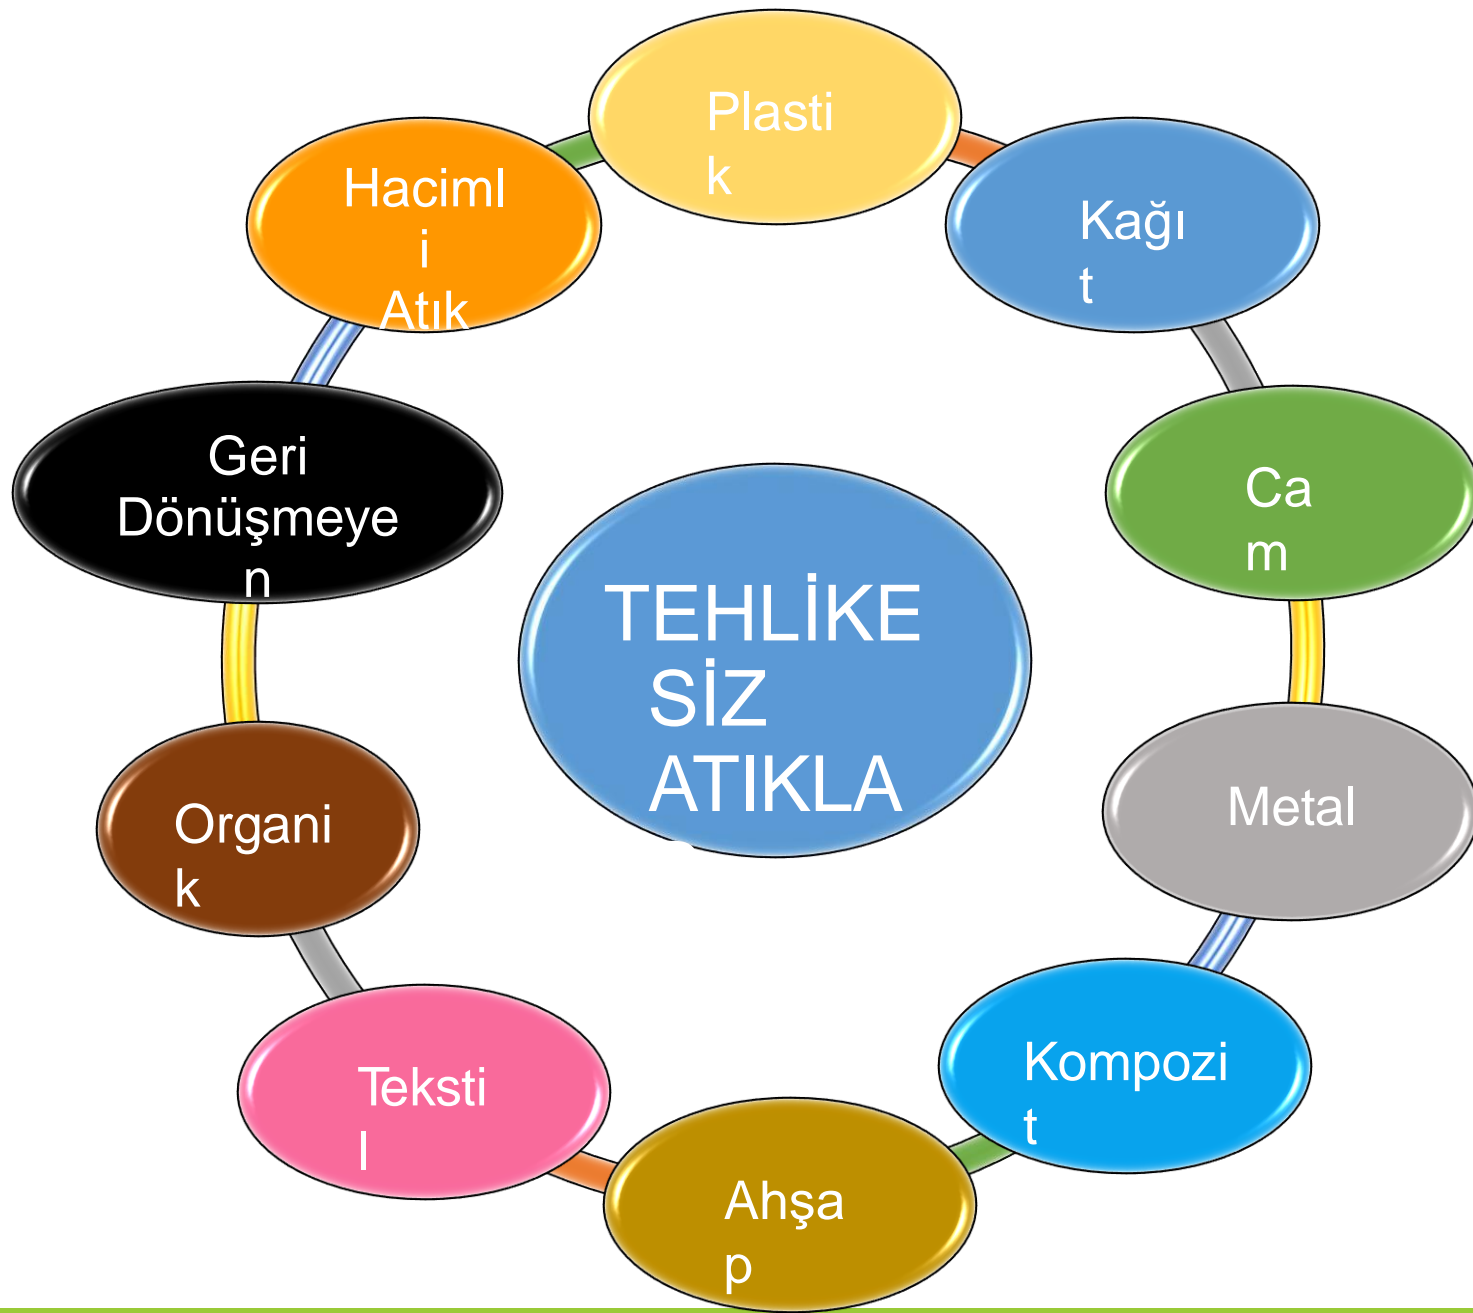 Plasti
k
Kağı
t
Ca
m
Metal
Kompozi
t
Ahşa
p
Teksti
l
Organi
k
Geri
Dönüşmeye
n
Haciml
i
Atık
TEHLİKE
SİZ
ATIKLA